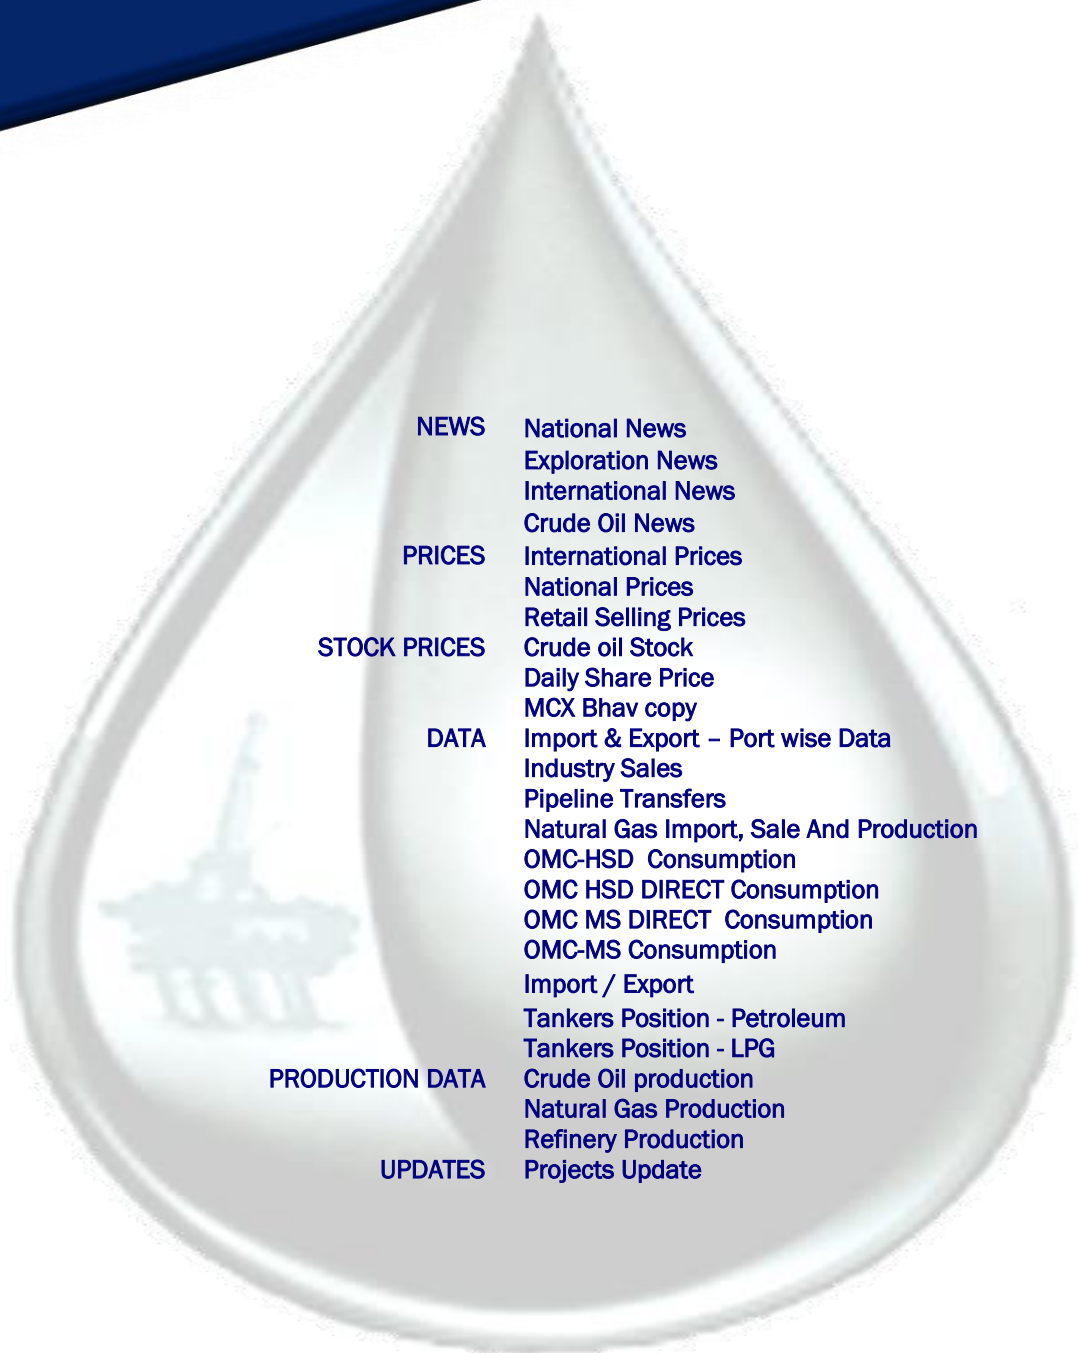 NEWS National News
Exploration News
International News
Crude Oil News
PRICES International Prices
National Prices
Retail Selling Prices
STOCK PRICES Crude oil Stock
Daily Share Price
MCX Bhav copy
DATA Import & Export – Port wise Data
Industry Sales
Pipeline Transfers
Natural Gas Import, Sale And Production
OMC-HSD  Consumption
OMC HSD DIRECT Consumption
OMC MS DIRECT  Consumption
OMC-MS Consumption
Import / Export
Tankers Position - Petroleum
Tankers Position - LPG
PRODUCTION DATA Crude Oil production
Natural Gas Production
Refinery Production
UPDATES Projects Update